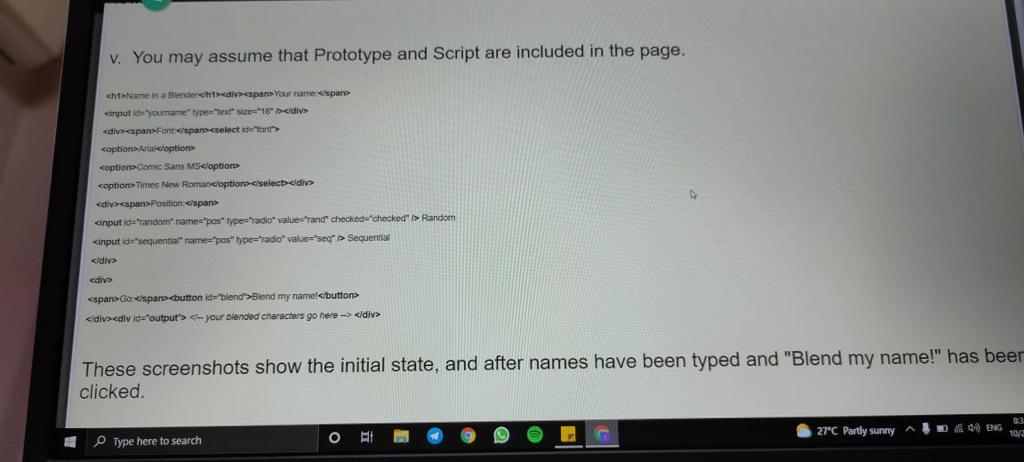 v. You may assume that Prototype and Script are included in the page.
<h1>Name in a Blender</h1><div><span>Your name:</span>
<input id="yourname" type="text" size="16" /></div>
<div><span>Font:</span><select id="font">
<option>Arial</option>
<option>Comic Sans MS</option>
<option>Times New Roman</option></select></div>
<div><span>Position:</span>
<input id="random" name="pos" type="radio" value="rand" checked="checked" /> Random
<input id="sequential" name="pos" type="radio" value="seq" /> Sequential
</div>
<div>
<span>Go:</span><button id="blend">Blend my name!</button>
</div><div id="output"> <!-- your blended characters go here --> </div>
These screenshots show the initial state, and after names have been typed and "Blend my name!" has been
clicked.
Type here to search
27°C Partly sunny
ENG
8:3
10/2